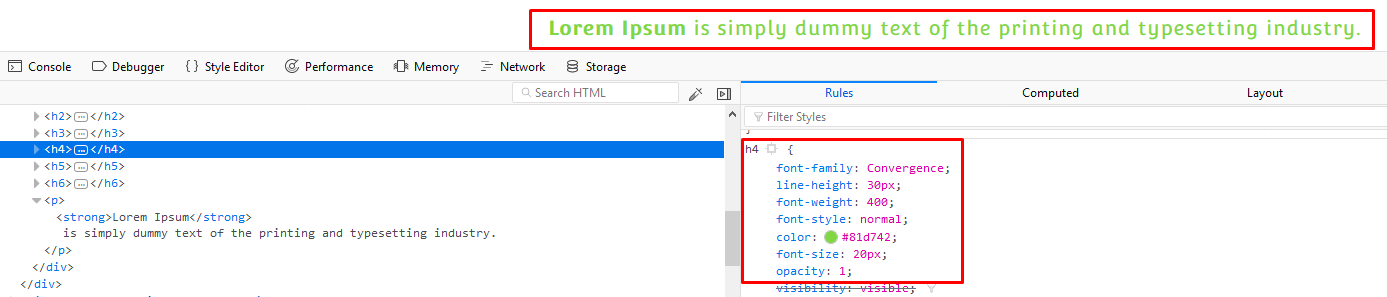 Lorem Ipsum is simply dummy text of the printing and typesetting industry.
Console Debugger {} Style Editor Performance Memory Network Storage
Search HTML
Rules Computed Layout
Filter Styles
<h2>…</h2>
<h3>…</h3>
<h4>…</h4>
<h5>…</h5>
<h6>…</h6>
<p>
<strong>Lorem Ipsum</strong>
is simply dummy text of the printing and typesetting industry.
</p>
</div>
</div>
}
h4 {
font-family: Convergence;
line-height: 30px;
font-weight: 400;
font-style: normal;
color: #81d742;
font-size: 20px;
opacity: 1;
visibility: visible;